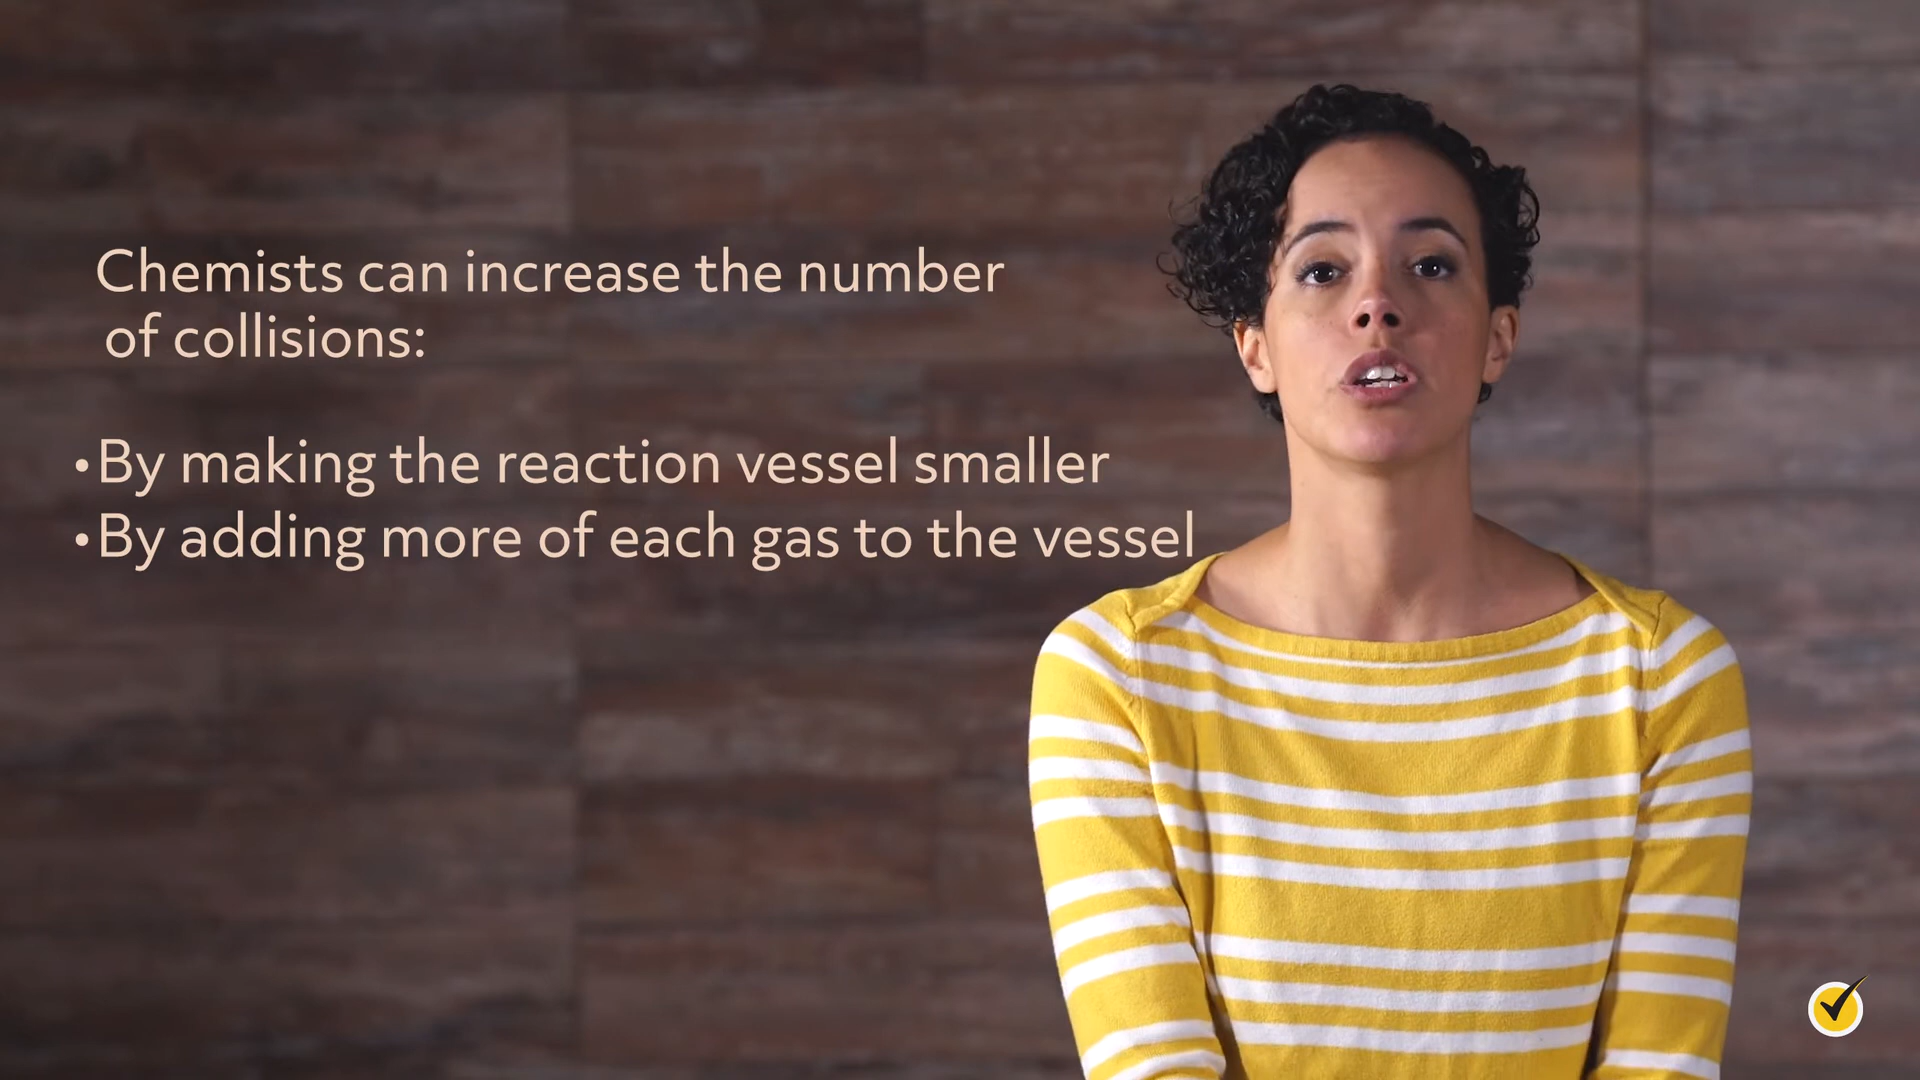 Chemists can increase the number
of collisions:
•By making the reaction vessel smaller
•By adding more of each gas to the vessel